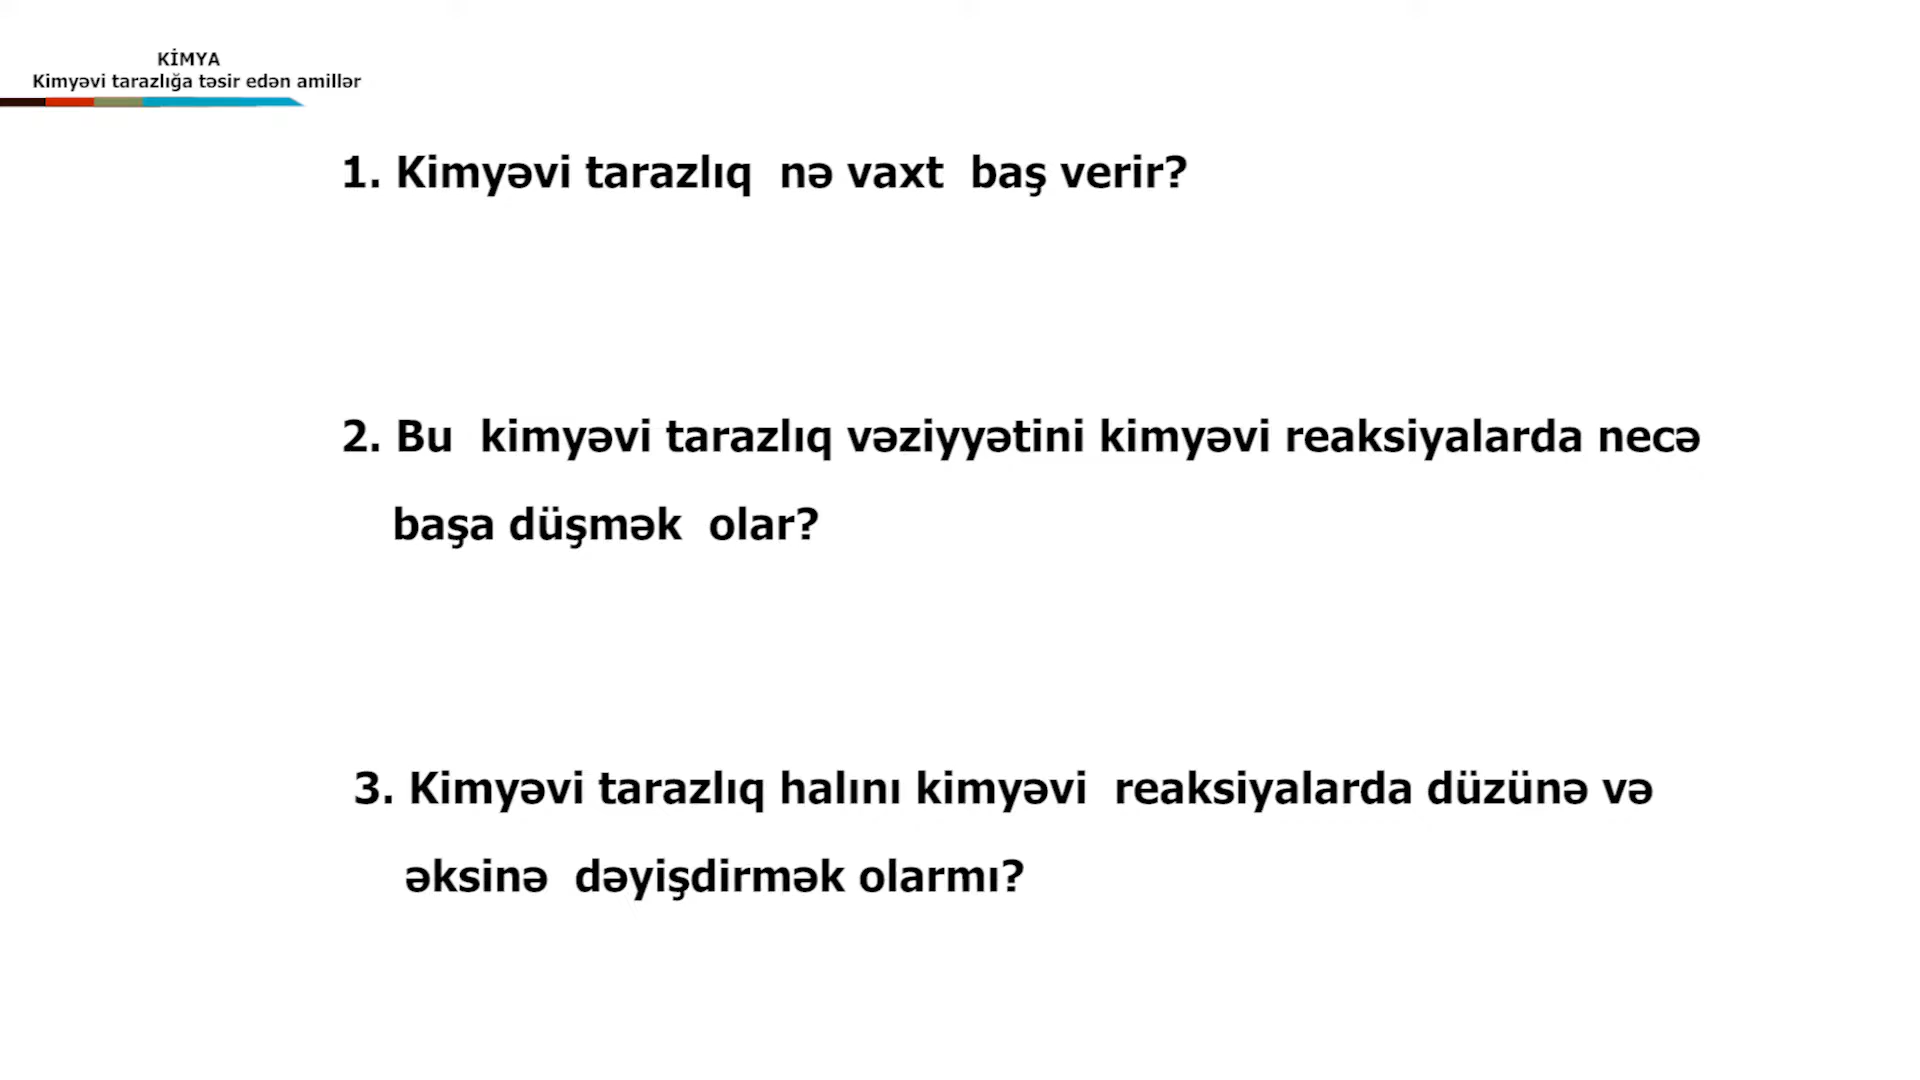 KİMYA
Kimyəvi tarazlığa təsir edən amillər
1. Kimyəvi tarazlıq nə vaxt baş verir?
2. Bu kimyəvi tarazlıq vəziyyətini kimyəvi reaksiyalarda necə
başa düşmək olar?
3. Kimyəvi tarazlıq halını kimyəvi reaksiyalarda düzünə və
əksinə dəyişdirmək olarmı?